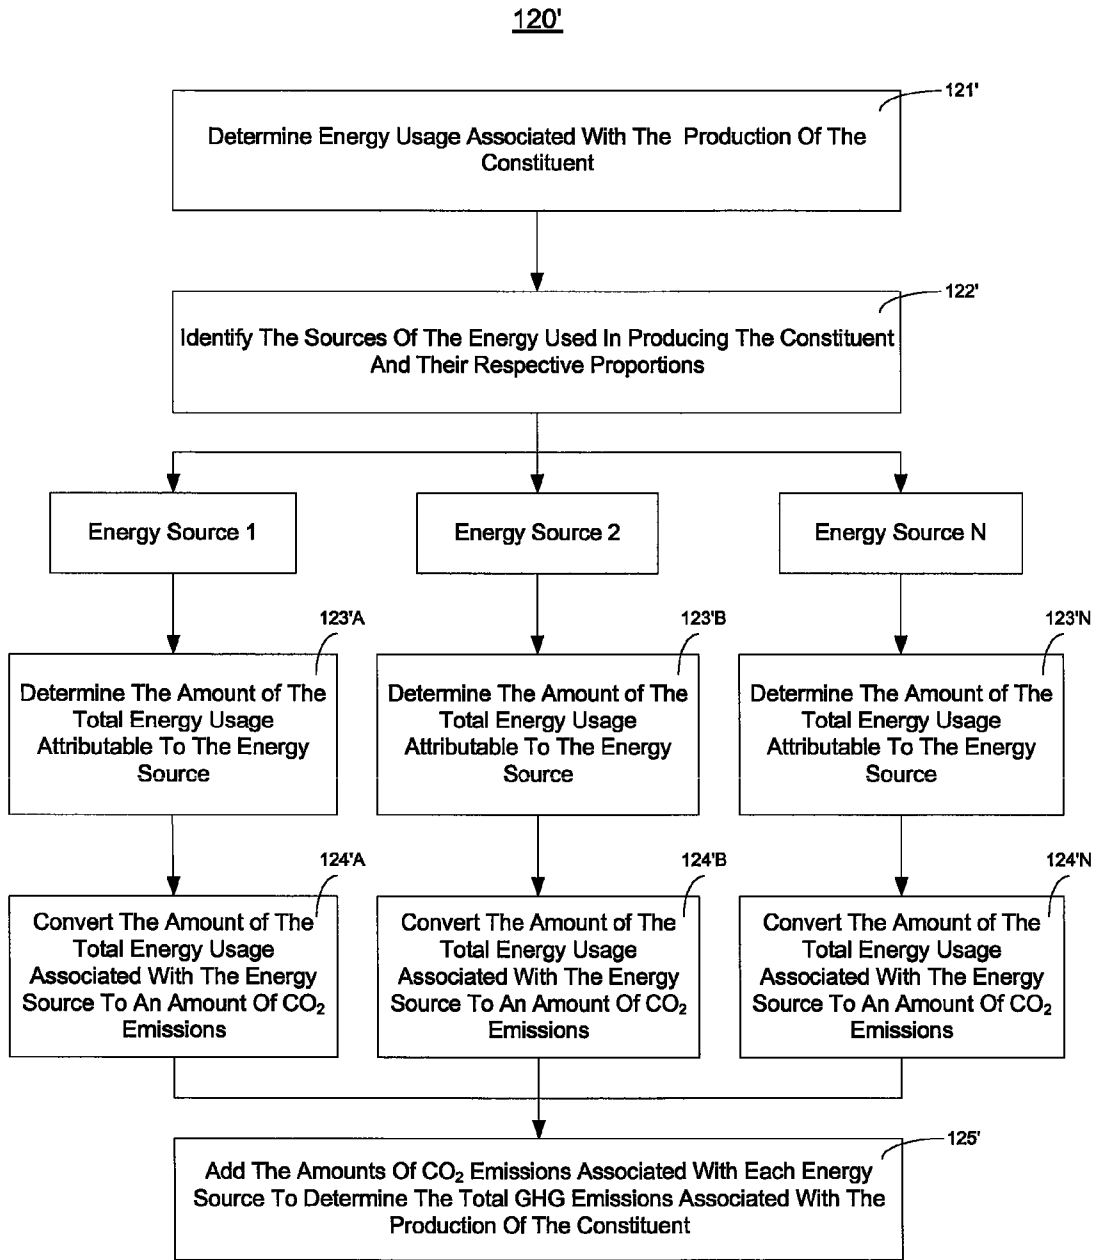 120'
121'
Determine Energy Usage Associated With The Production Of The
Constituent
122'
Identify The Sources Of The Energy Used In Producing The Constituent
And Their Respective Proportions
Energy Source 1
Energy Source 2
Energy Source N
123'A
Determine The Amount of The
Total Energy Usage
Attributable To The Energy
Source
123'B
Determine The Amount of The
Total Energy Usage
Attributable To The Energy
Source
123'N
Determine The Amount of The
Total Energy Usage
Attributable To The Energy
Source
124'A
Convert The Amount of The
Total Energy Usage
Associated With The Energy
Source To An Amount Of CO₂
Emissions
124'B
Convert The Amount of The
Total Energy Usage
Associated With The Energy
Source To An Amount Of CO₂
Emissions
124'N
Convert The Amount of The
Total Energy Usage
Associated With The Energy
Source To An Amount Of CO₂
Emissions
125'
Add The Amounts Of CO₂ Emissions Associated With Each Energy
Source To Determine The Total GHG Emissions Associated With The
Production Of The Constituent